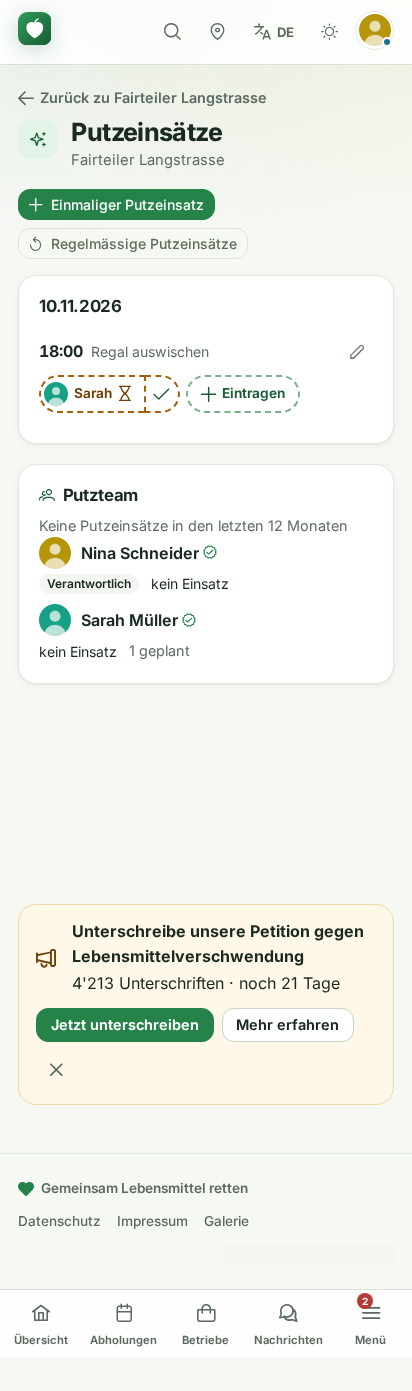 DE
Zurück zu Fairteiler Langstrasse
Putzeinsätze
Fairteiler Langstrasse
Einmaliger Putzeinsatz
Regelmässige Putzeinsätze
10.11.2026
18:00 Regal auswischen
Sarah Eintragen
Putzteam
Keine Putzeinsätze in den letzten 12 Monaten
Nina Schneider
Verantwortlich kein Einsatz
Sarah Müller
kein Einsatz 1 geplant
Unterschreibe unsere Petition gegen
Lebensmittelverschwendung
4'213 Unterschriften · noch 21 Tage
Jetzt unterschreiben Mehr erfahren
Gemeinsam Lebensmittel retten
Datenschutz Impressum Galerie
2
Übersicht Abholungen Betriebe Nachrichten Menü